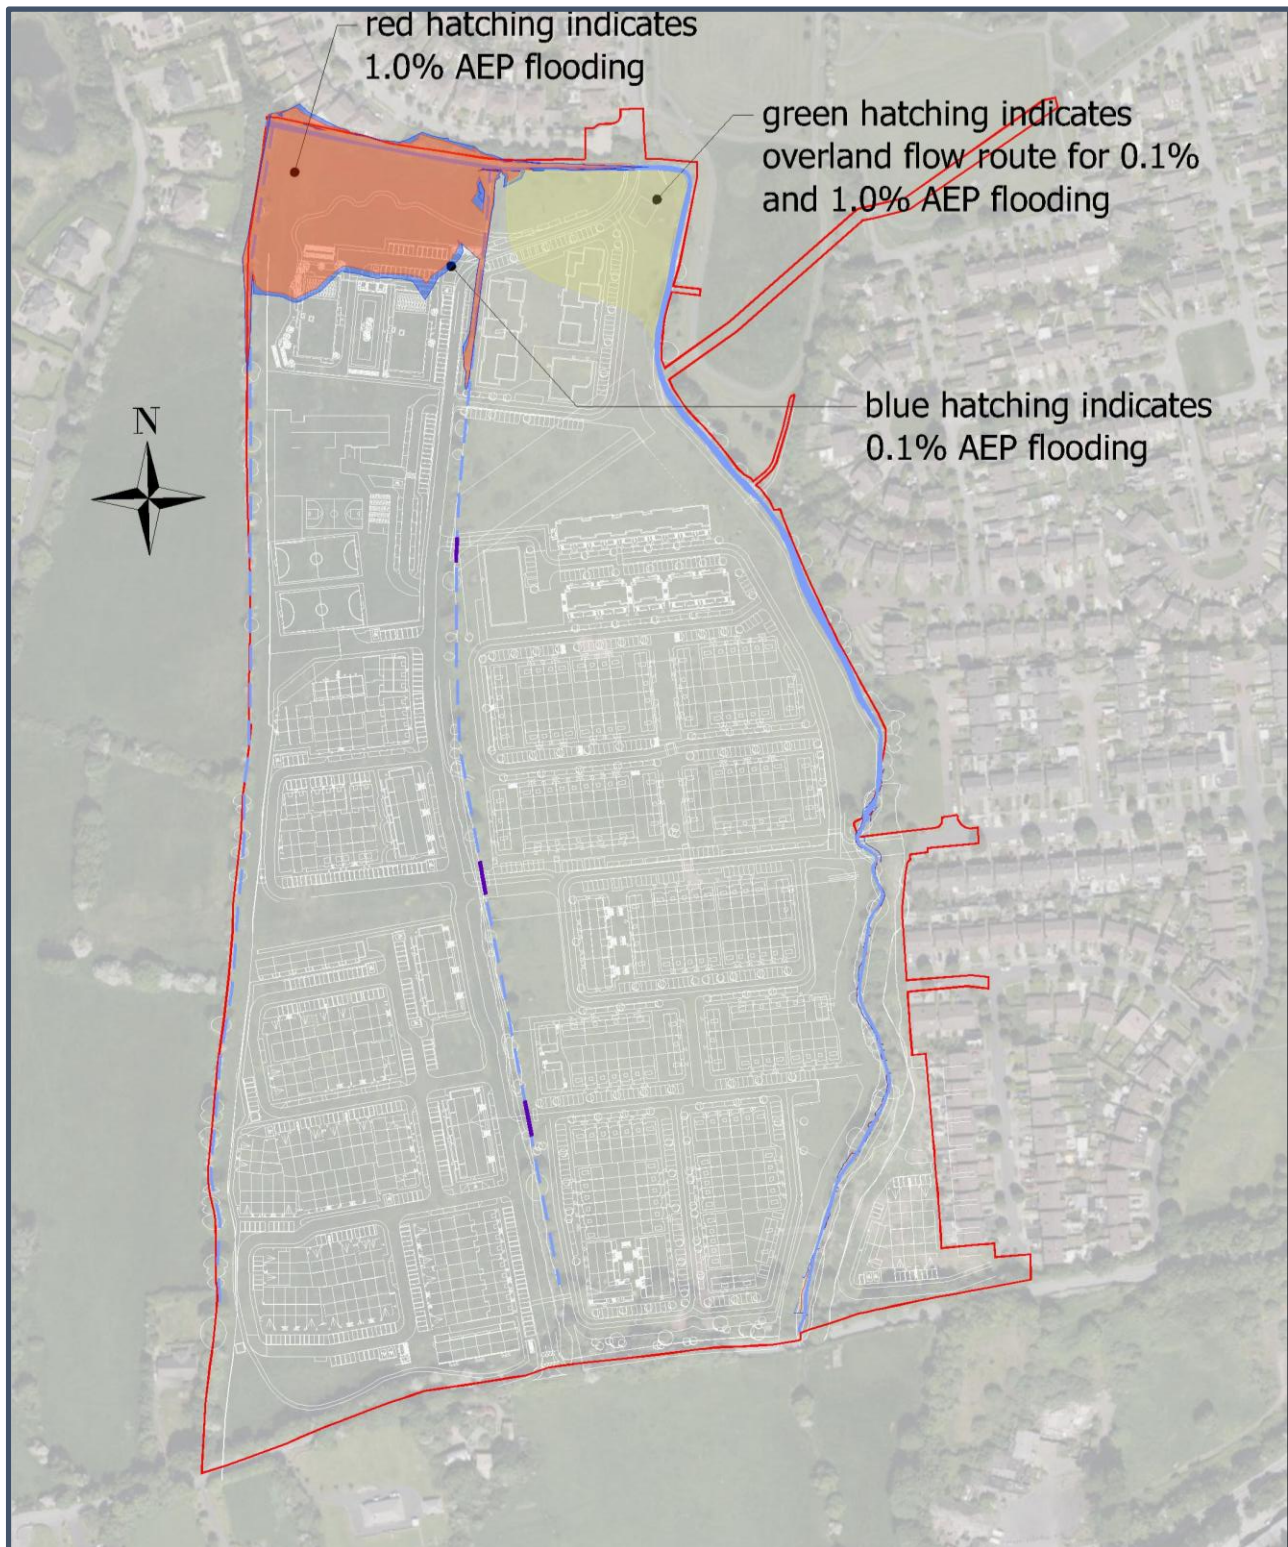 red hatching indicates
1.0% AEP flooding
green hatching indicates
overland flow route for 0.1%
and 1.0% AEP flooding
blue hatching indicates
0.1% AEP flooding
N